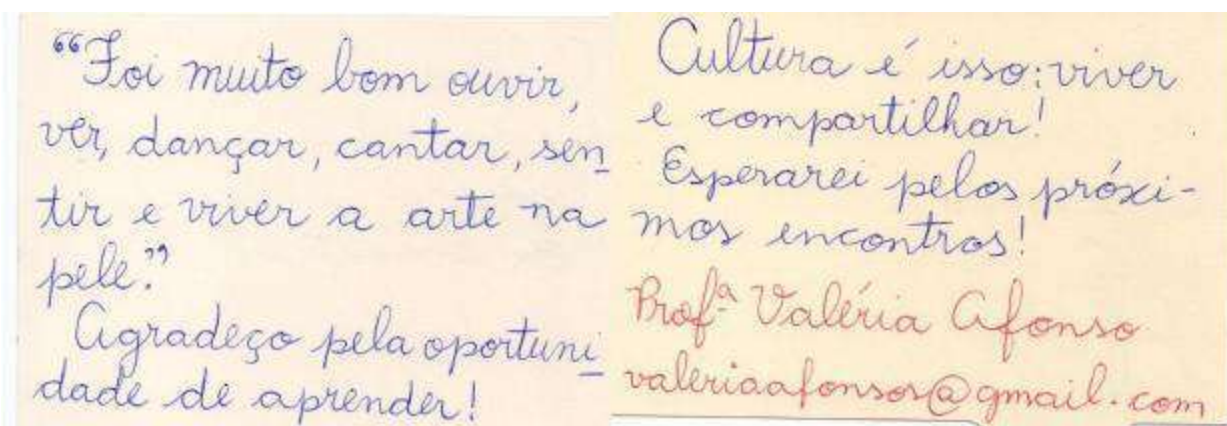 “Foi muito bom ouvir,
ver, dançar, cantar, sen
tir e viver a arte na
pele.”
Agradeço pela oportuni
dade de aprender!
Cultura é isso: viver
e compartilhar!
Esperarei pelos próxi-
mos encontros!
Profª Valéria Afonso
valeriaafonsos@gmail.com